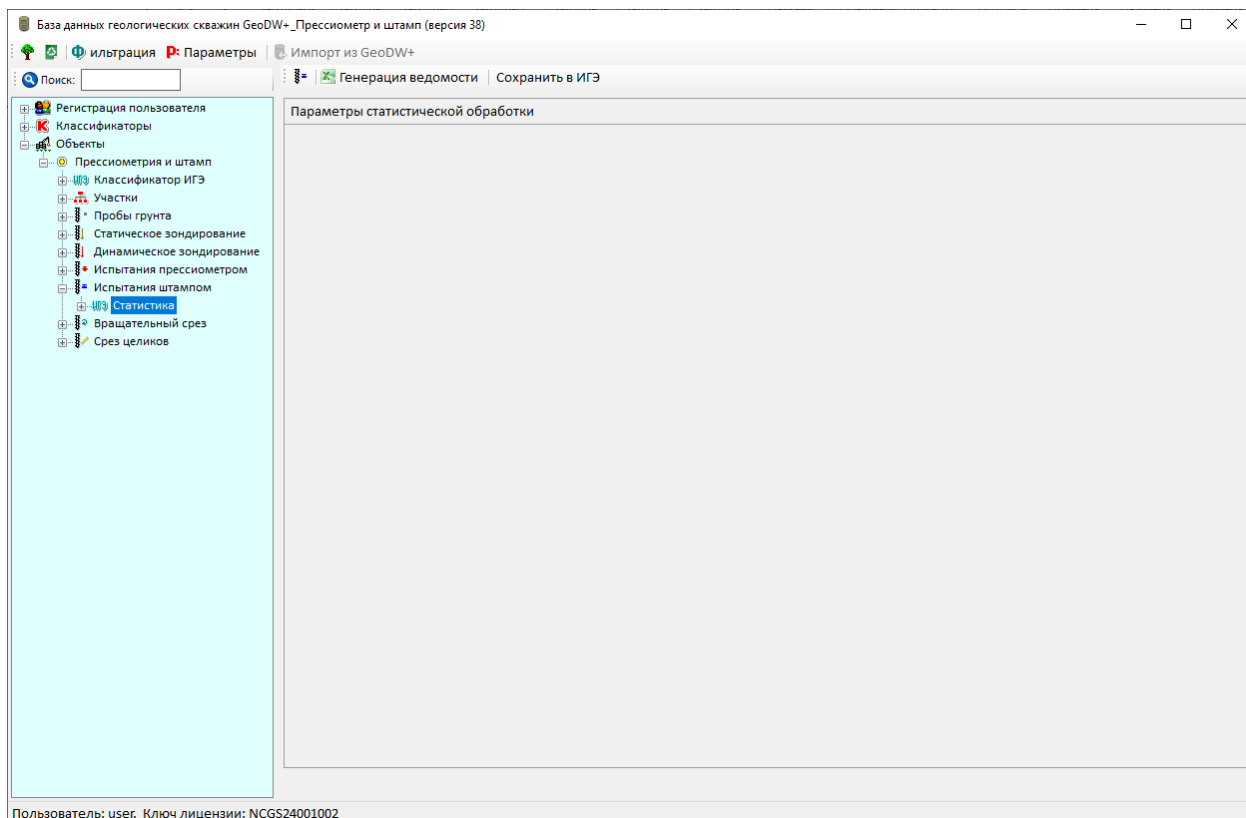 База данных геологических скважин GeoDW+_Прессиометр и штамп (версия 38)
Ф ильтрация P: Параметры Импорт из GeoDW+
Поиск:
Генерация ведомости Сохранить в ИГЭ
Регистрация пользователя
К Классификаторы
Объекты
Прессиометрия и штамп
ИГЭ Классификатор ИГЭ
Участки
Пробы грунта
Статическое зондирование
Динамическое зондирование
Испытания прессиометром
Испытания штампом
ИГЭ Статистика
Вращательный срез
Срез целиков
Параметры статистической обработки
Пользователь: user. Ключ лицензии: NCGS24001002